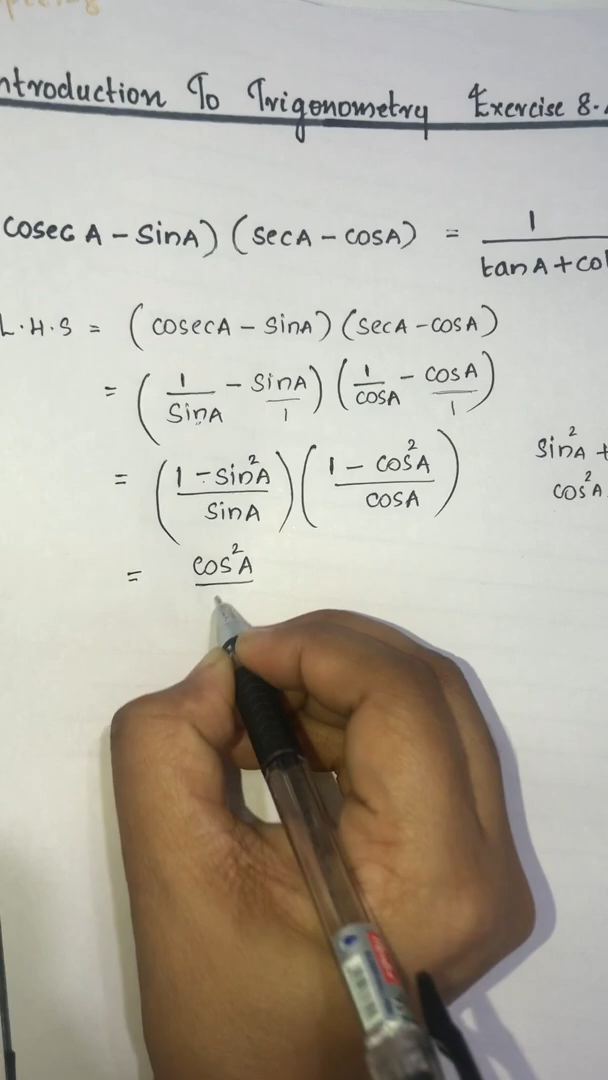 ntroduction To Trigonometry Exercise 8.
cosec A - sinA) (secA - cosA) = 1 / tanA + cot
L.H.S = (cosecA - sinA) (secA - cosA)
= (1/sinA - sinA/1) (1/cosA - cosA/1)
= (1 - sin²A / sinA) (1 - cos²A / cosA)
sin²A +
cos²A
= cos²A